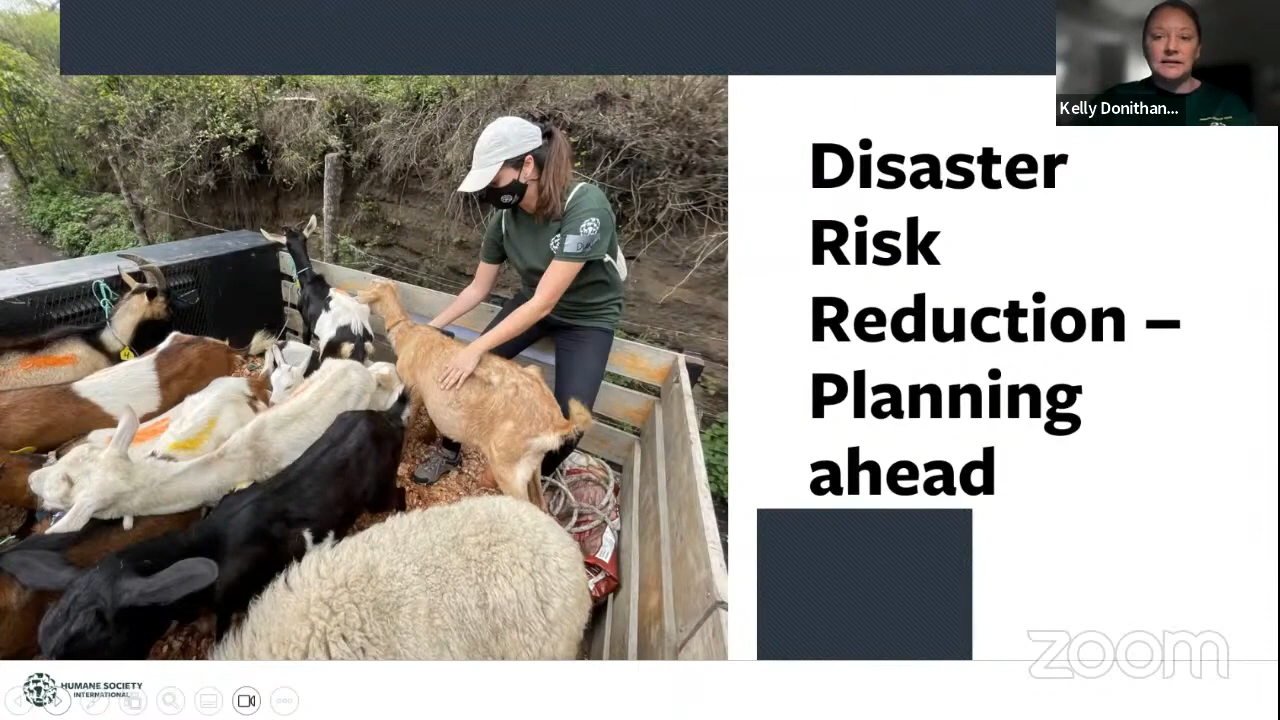 Kelly Donithan...
Disaster
Risk
Reduction –
Planning
ahead
zoom
HUMANE SOCIETY
INTERNATIONAL